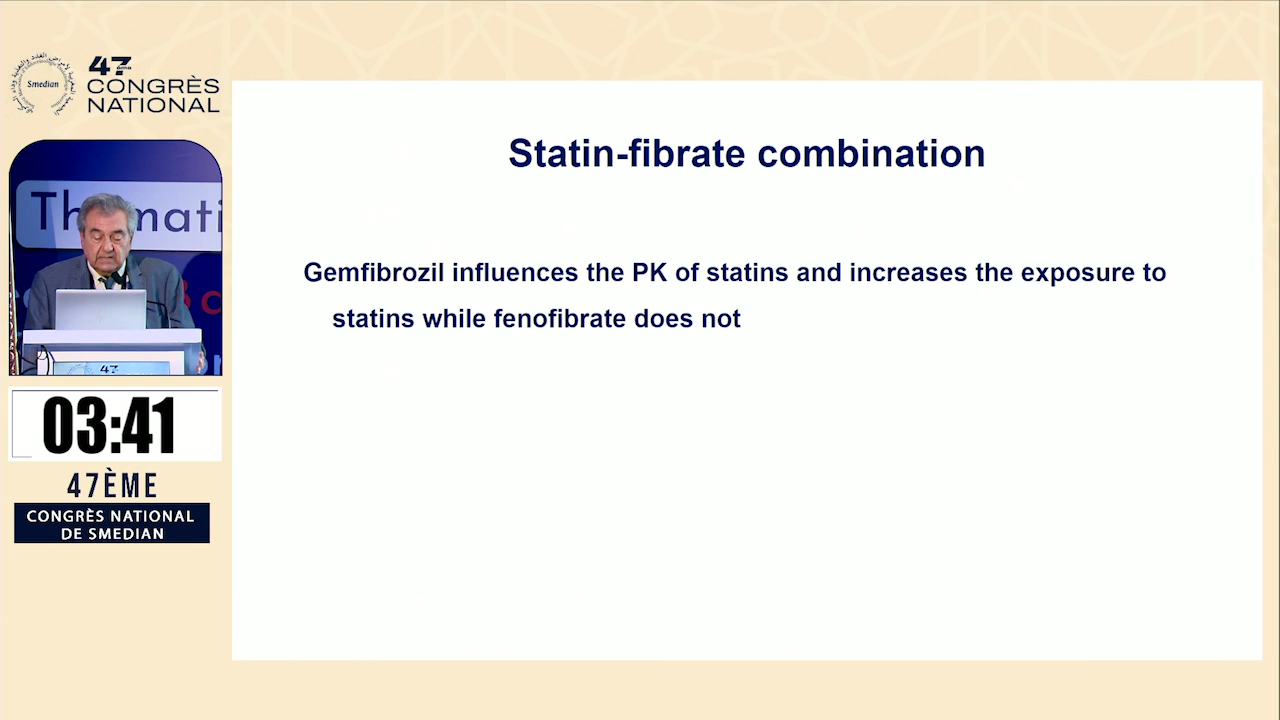 47ème
CONGRÈS
NATIONAL
Smedian
Statin-fibrate combination
Gemfibrozil influences the PK of statins and increases the exposure to
statins while fenofibrate does not
03:41
47ÈME
CONGRÈS NATIONAL
DE SMEDIAN
47